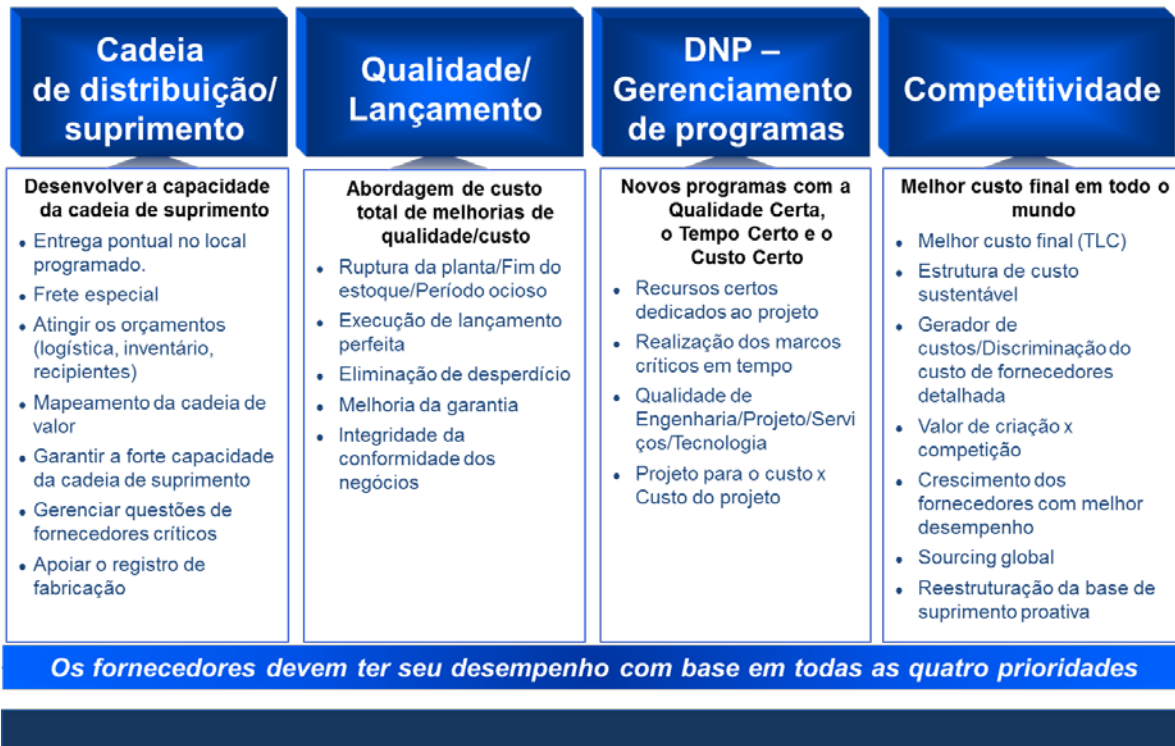 Cadeia
de distribuição/
suprimento
Desenvolver a capacidade
da cadeia de suprimento
• Entrega pontual no local
programado.
• Frete especial
• Atingir os orçamentos
(logística, inventário,
recipientes)
• Mapeamento da cadeia de
valor
• Garantir a forte capacidade
da cadeia de suprimento
• Gerenciar questões de
fornecedores críticos
• Apoiar o registro de
fabricação
Qualidade/
Lançamento
Abordagem de custo
total de melhorias de
qualidade/custo
• Ruptura da planta/Fim do
estoque/Período ocioso
• Execução de lançamento
perfeita
• Eliminação de desperdício
• Melhoria da garantia
• Integridade da
conformidade dos
negócios
DNP –
Gerenciamento
de programas
Novos programas com a
Qualidade Certa,
o Tempo Certo e o
Custo Certo
• Recursos certos
dedicados ao projeto
• Realização dos marcos
críticos em tempo
• Qualidade de
Engenharia/Projeto/Servi
ços/Tecnologia
• Projeto para o custo x
Custo do projeto
Competitividade
Melhor custo final em todo o
mundo
• Melhor custo final (TLC)
• Estrutura de custo
sustentável
• Gerador de
custos/Discriminação do
custo de fornecedores
detalhada
• Valor de criação x
competição
• Crescimento dos
fornecedores com melhor
desempenho
• Sourcing global
• Reestruturação da base de
suprimento proativa
Os fornecedores devem ter seu desempenho com base em todas as quatro prioridades